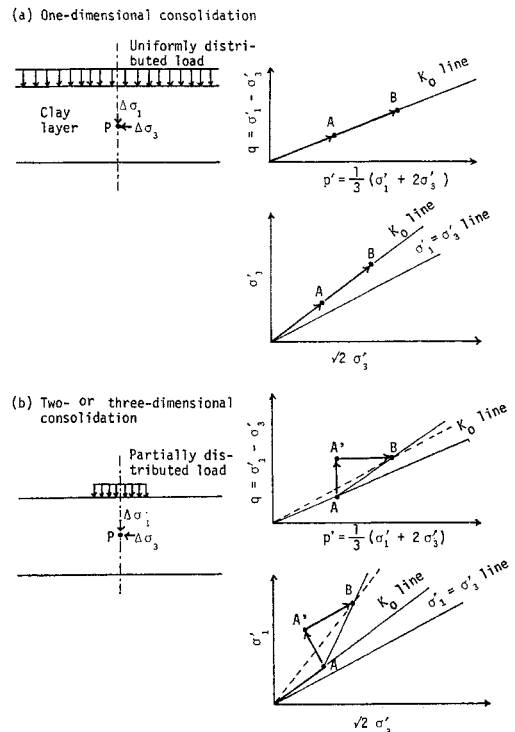 (a) One-dimensional consolidation
Uniformly distri-
buted load
Clay
layer
Δσ₁
P
Δσ₃
q = σ'₁ - σ'₃
A
B
K₀ line
p' = 1/3 (σ'₁ + 2σ'₃)
σ'₁
A
B
K₀ line
σ'₁ = σ'₃ line
√2 σ'₃
(b) Two- or three-dimensional
consolidation
Partially dis-
tributed load
Δσ₁
P
Δσ₃
q = σ'₁ - σ'₃
A'
B
A
K₀ line
p' = 1/3 (σ'₁ + 2 σ'₃)
σ'₁
B
A'
A
K₀ line
σ'₁ = σ'₃ line
√2 σ'₃